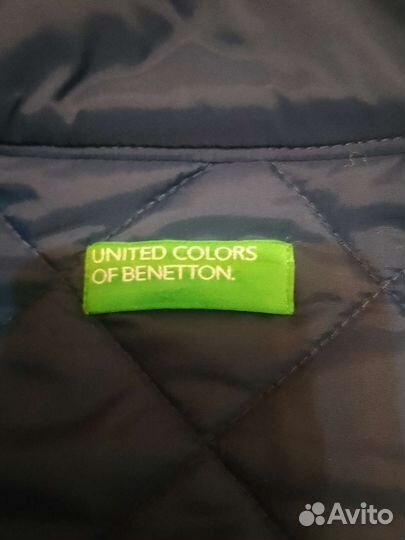 UNITED COLORS
OF BENETTON.
Avito